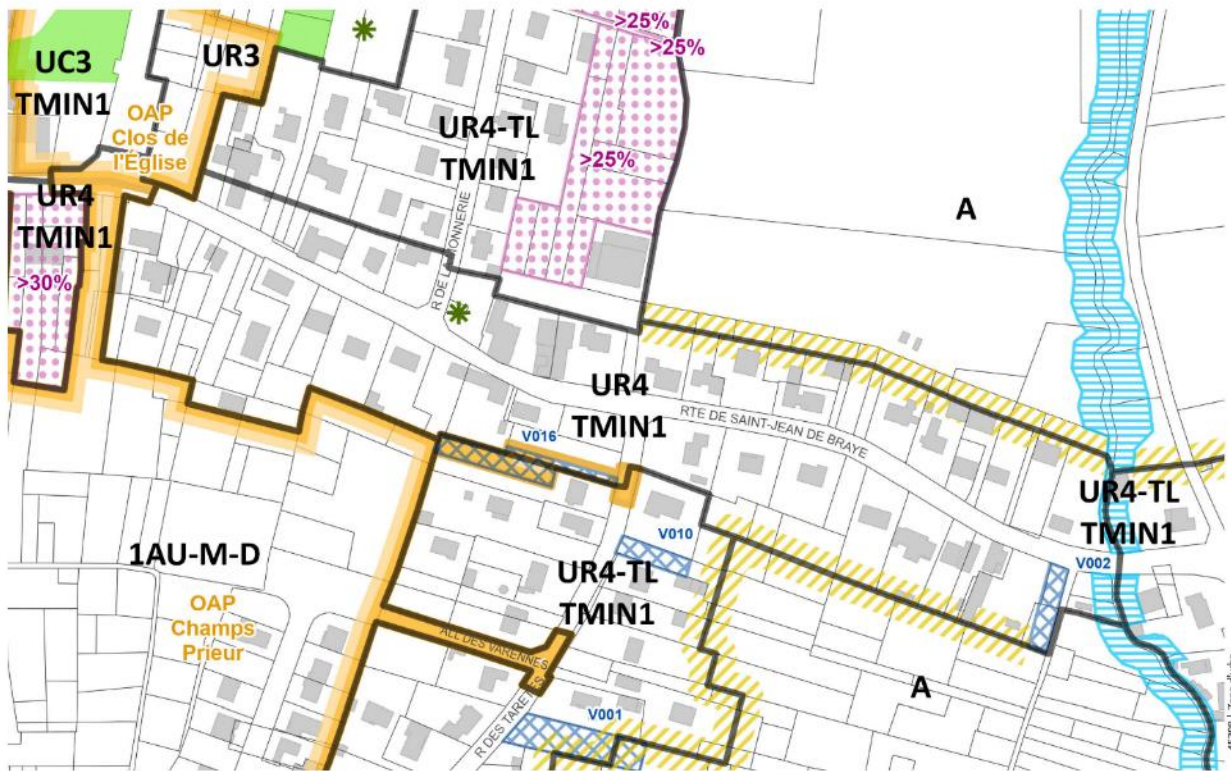 >25%
>25%
UC3
TMIN1
UR3
OAP
Clos de
l'Église
UR4-TL
TMIN1
>25%
UR4
TMIN1
>30%
A
R DE
UR4
TMIN1
RTE DE SAINT-JEAN DE BRAYE
V016
UR4-TL
TMIN1
V010
V002
1AU-M-D
UR4-TL
TMIN1
OAP
Champs
Prieur
ALL DES VARENNES
A
V001